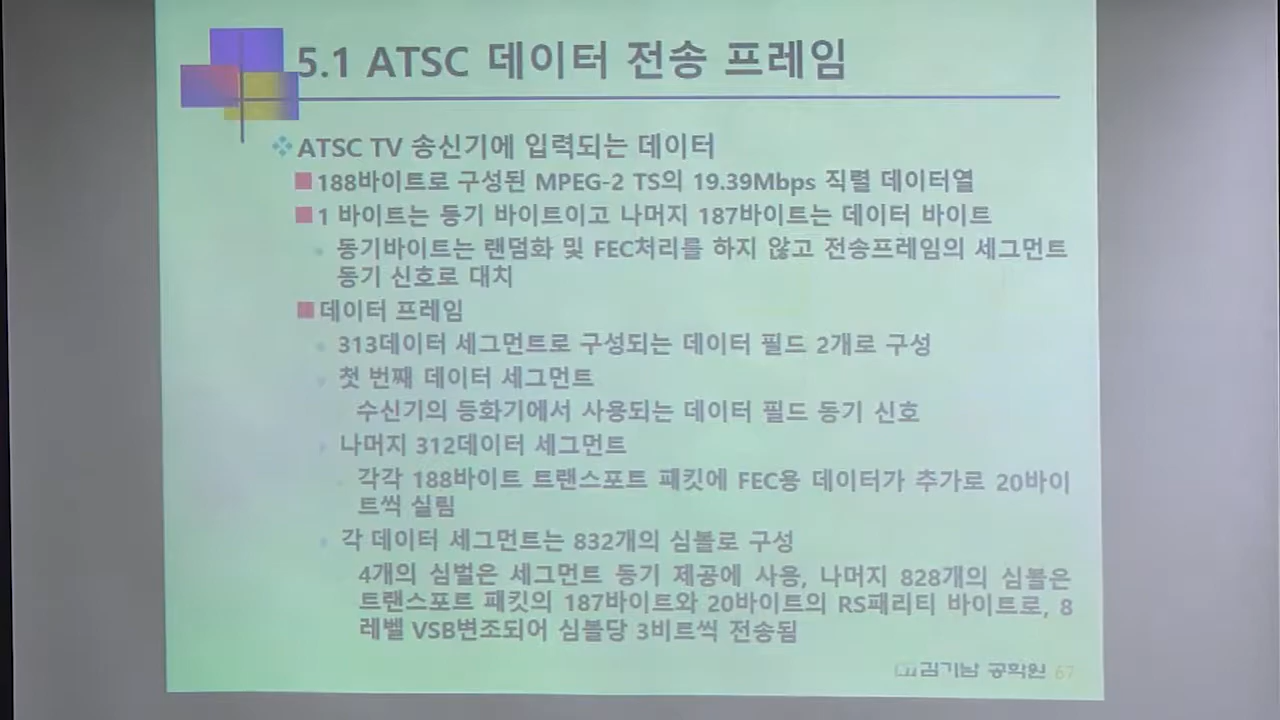 5.1 ATSC 데이터 전송 프레임
ATSC TV 송신기에 입력되는 데이터
188바이트로 구성된 MPEG-2 TS의 19.39Mbps 직렬 데이터열
1 바이트는 동기 바이트이고 나머지 187바이트는 데이터 바이트
동기바이트는 랜덤화 및 FEC처리를 하지 않고 전송프레임의 세그먼트
동기 신호로 대치
데이터 프레임
313데이터 세그먼트로 구성되는 데이터 필드 2개로 구성
첫 번째 데이터 세그먼트
수신기의 등화기에서 사용되는 데이터 필드 동기 신호
나머지 312데이터 세그먼트
각각 188바이트 트랜스포트 패킷에 FEC용 데이터가 추가로 20바이
트씩 실림
각 데이터 세그먼트는 832개의 심볼로 구성
4개의 심벌은 세그먼트 동기 제공에 사용, 나머지 828개의 심볼은
트랜스포트 패킷의 187바이트와 20바이트의 RS패리티 바이트로, 8
레벨 VSB변조되어 심볼당 3비트씩 전송됨
김기남 공학원 67